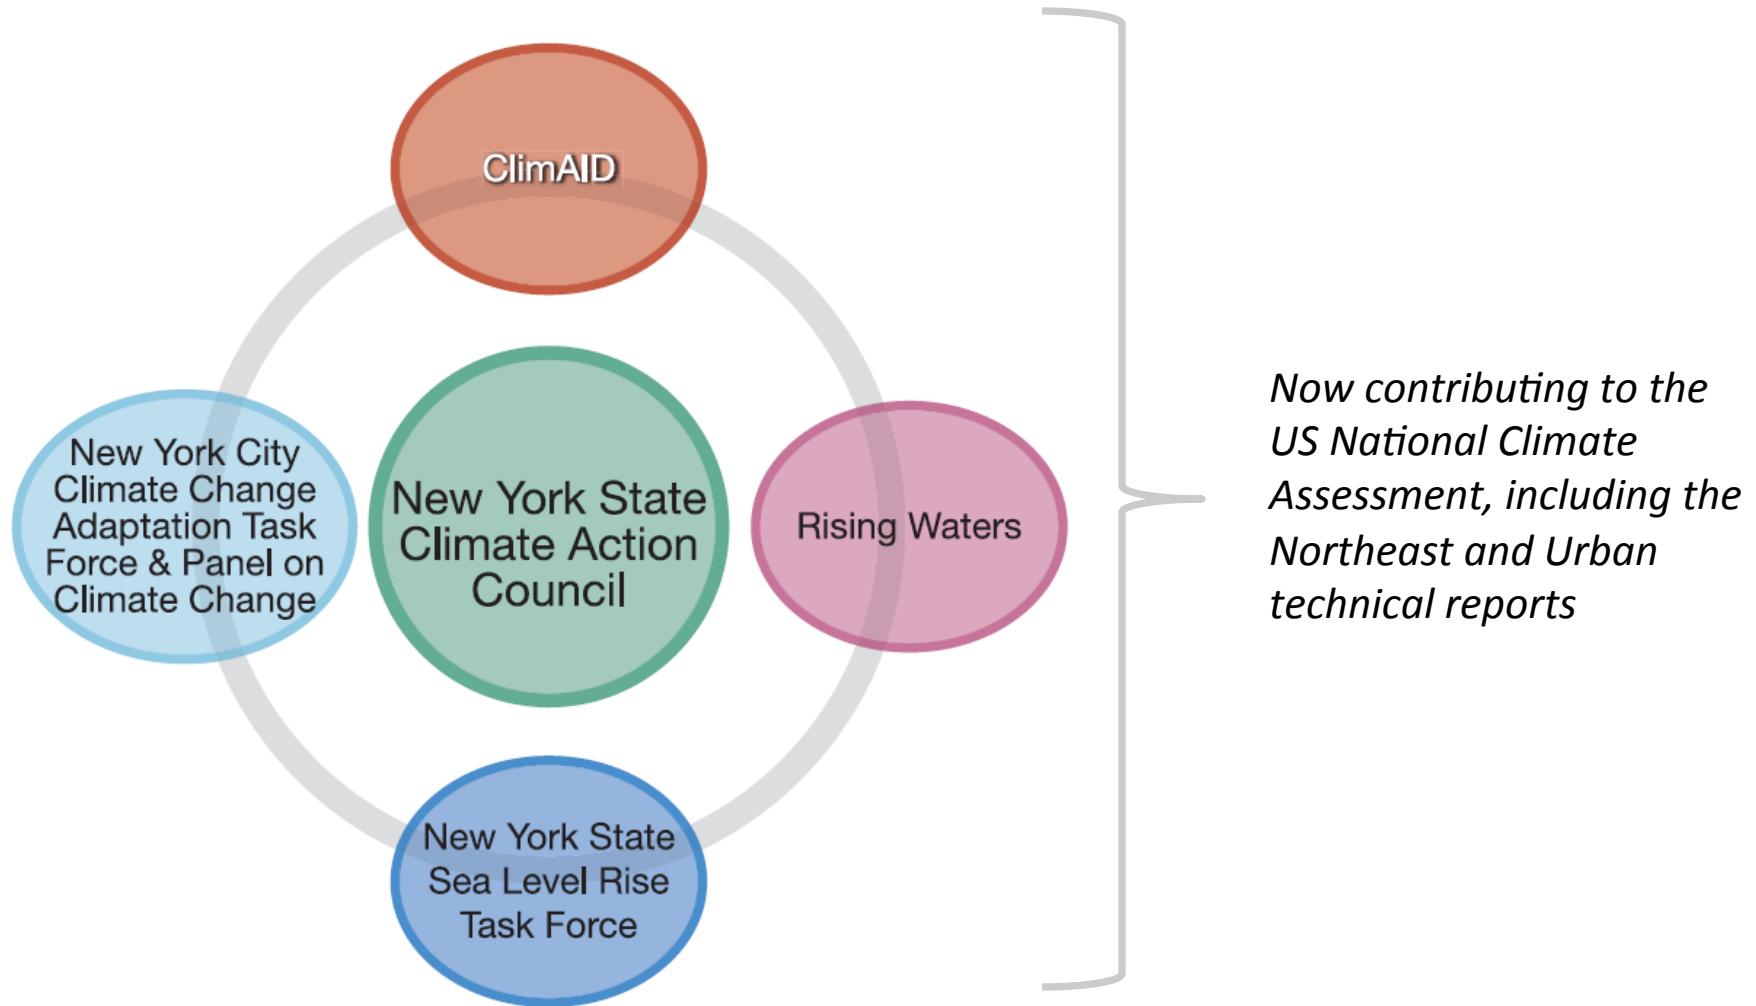 ClimAID
New York City
Climate Change
Adaptation Task
Force & Panel on
Climate Change
New York State
Climate Action
Council
Rising Waters
New York State
Sea Level Rise
Task Force
Now contributing to the
US National Climate
Assessment, including the
Northeast and Urban
technical reports